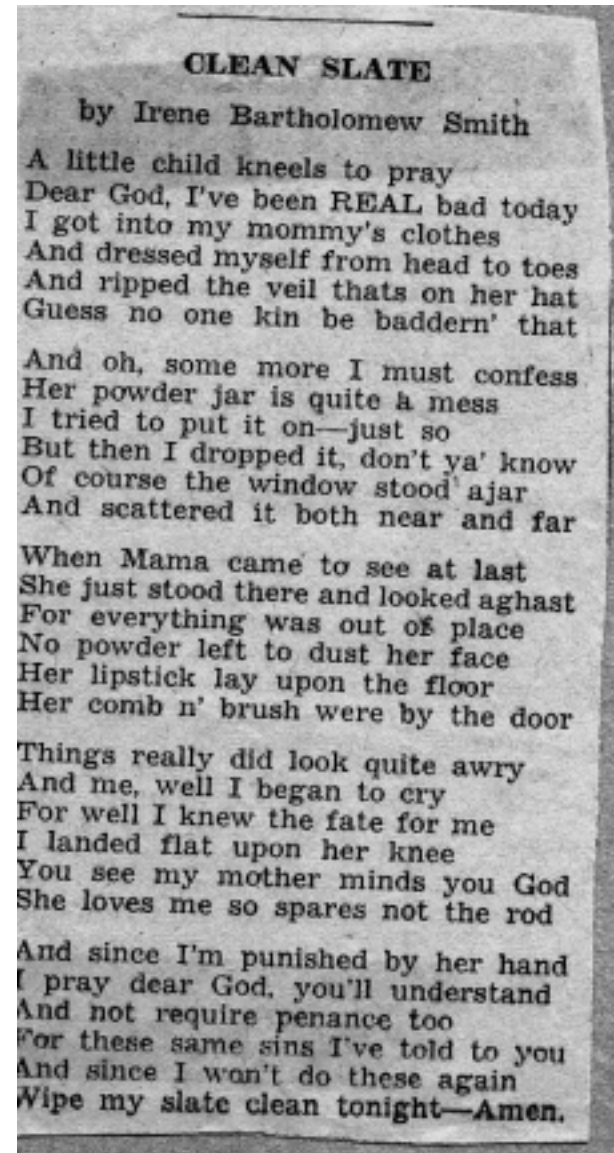 CLEAN SLATE
by Irene Bartholomew Smith
A little child kneels to pray
Dear God, I've been REAL bad today
I got into my mommy's clothes
And dressed myself from head to toes
And ripped the veil thats on her hat
Guess no one kin be baddern' that
And oh, some more I must confess
Her powder jar is quite a mess
I tried to put it on—just so
But then I dropped it, don't ya' know
Of course the window stood ajar
And scattered it both near and far
When Mama came to see at last
She just stood there and looked aghast
For everything was out of place
No powder left to dust her face
Her lipstick lay upon the floor
Her comb n' brush were by the door
Things really did look quite awry
And me, well I began to cry
For well I knew the fate for me
I landed flat upon her knee
You see my mother minds you God
She loves me so spares not the rod
And since I'm punished by her hand
I pray dear God, you'll understand
And not require penance too
For these same sins I've told to you
And since I won't do these again
Wipe my slate clean tonight—Amen.